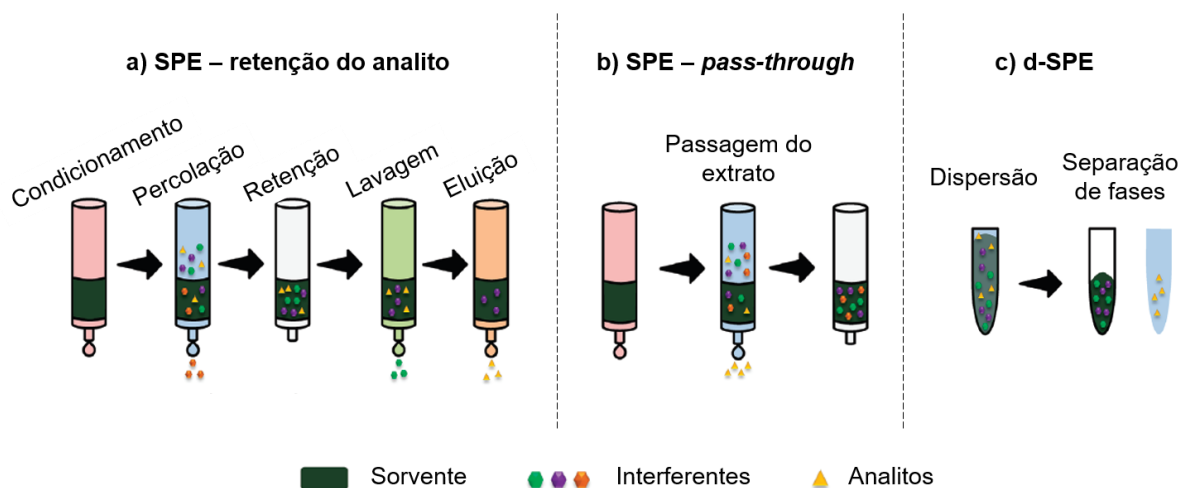 a) SPE – retenção do analito
Condicionamento
Percolação
Retenção
Lavagem
Eluição
b) SPE – pass-through
Passagem do
extrato
c) d-SPE
Dispersão
Separação
de fases
Sorvente
Interferentes
Analitos